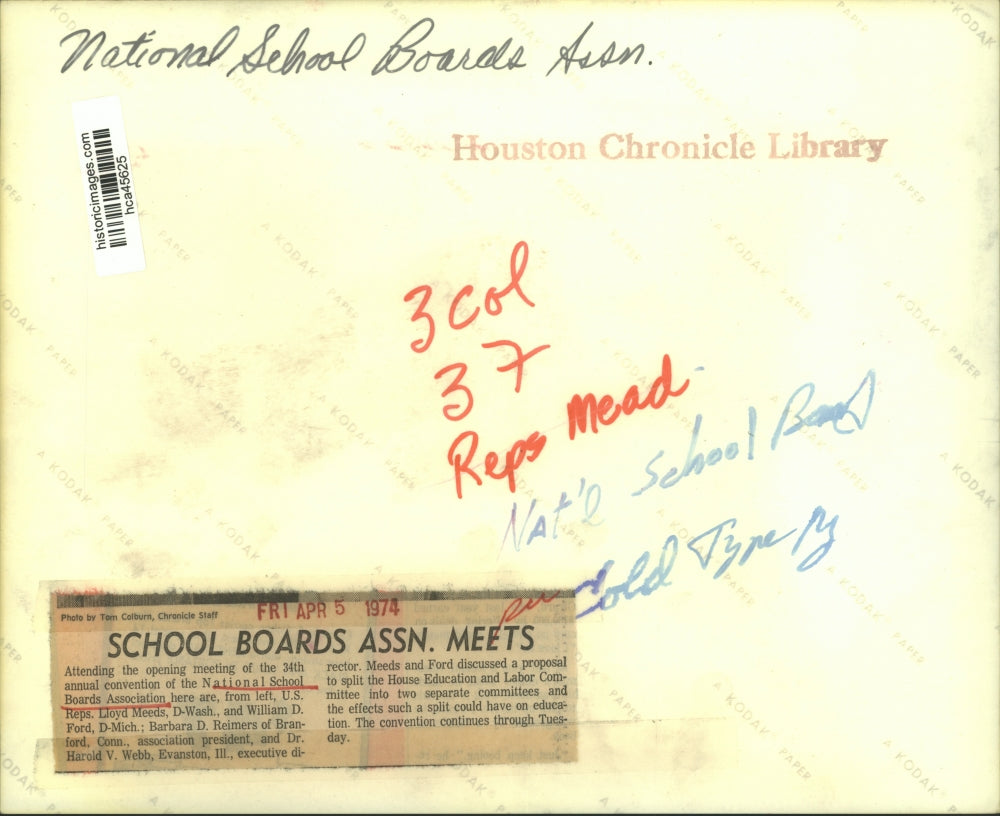 National School Boards Assn.
historicimages.com
hca45625
Houston Chronicle Library
3 col
37
Reps Mead
Nat'l School Board
Cold Type Pg
Photo by Tom Colburn, Chronicle Staff
FRI APR 5 1974
SCHOOL BOARDS ASSN. MEETS
Attending the opening meeting of the 34th
annual convention of the National School
Boards Association here are, from left, U.S.
Reps. Lloyd Meeds, D-Wash., and William D.
Ford, D-Mich.; Barbara D. Reimers of Bran-
ford, Conn., association president, and Dr.
Harold V. Webb, Evanston, Ill., executive di-
rector. Meeds and Ford discussed a proposal
to split the House Education and Labor Com-
mittee into two separate committees and
the effects such a split could have on educa-
tion. The convention continues through Tues-
day.
A KODAK PAPER